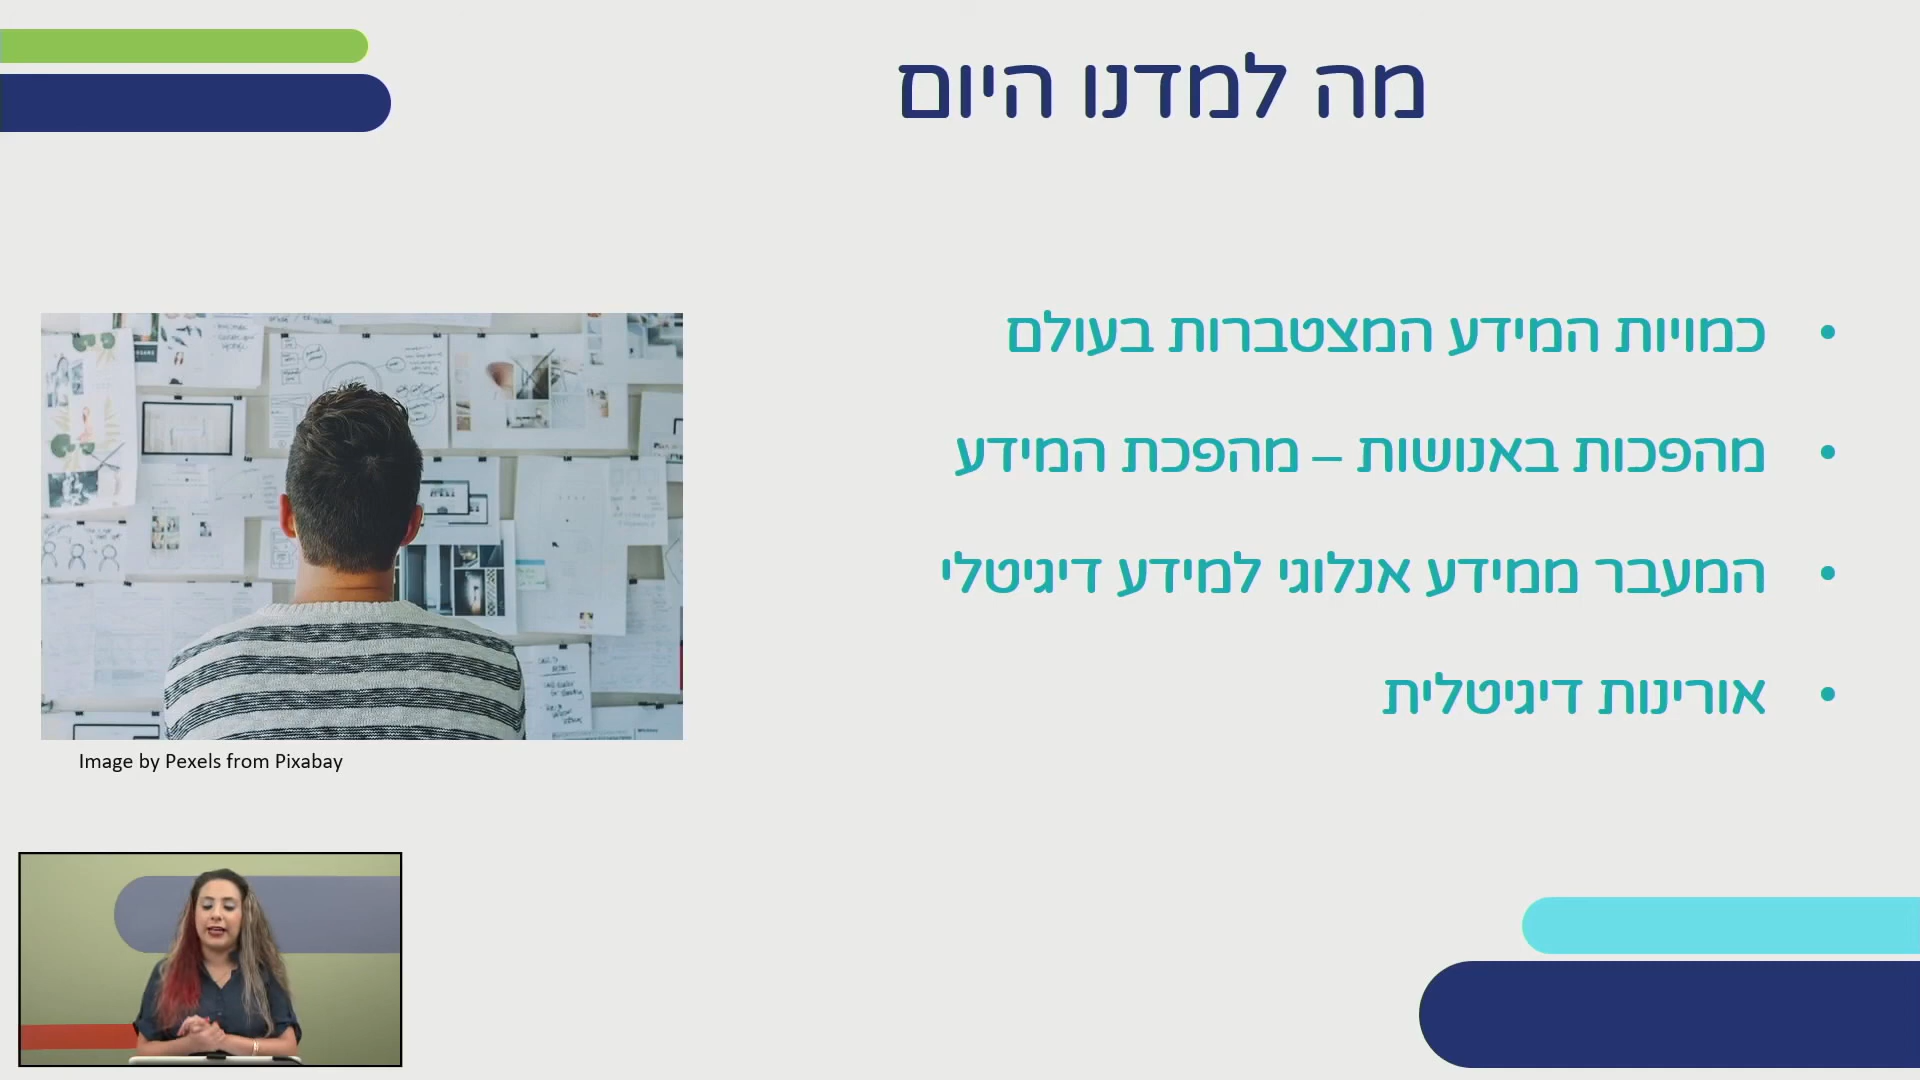 מה למדנו היום
• כמויות המידע המצטברות בעולם
• מהפכות באנושות – מהפכת המידע
• המעבר ממידע אנלוגי למידע דיגיטלי
• אורינות דיגיטלית
Image by Pexels from Pixabay